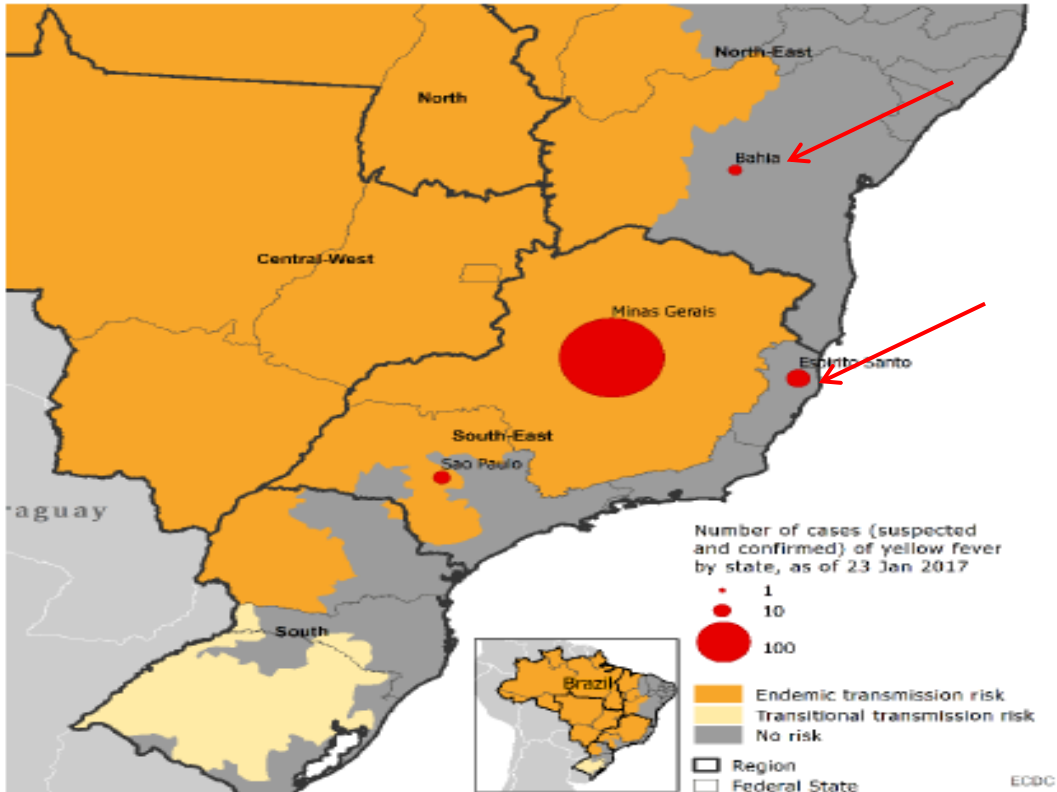 North-East
North
Bahia
Central-West
Minas Gerais
Espirito Santo
South-East
Sao Paulo
raguay
South
Number of cases (suspected
and confirmed) of yellow fever
by state, as of 23 Jan 2017
1
10
100
Brazil
Endemic transmission risk
Transitional transmission risk
No risk
Region
Federal State
ECDC